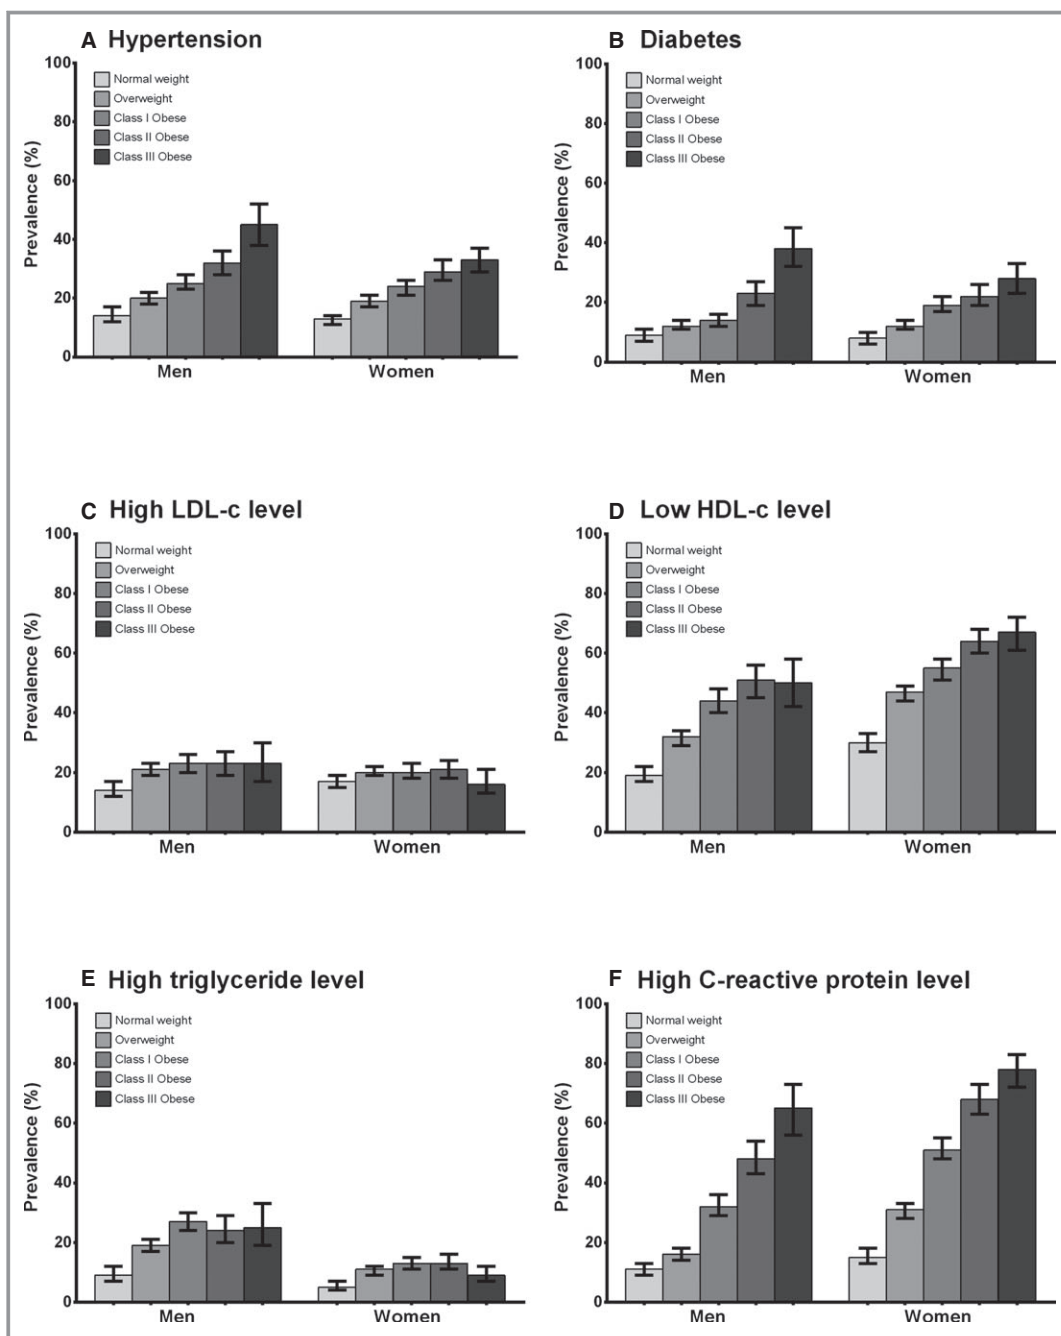 A Hypertension
100
80
60
40
20
0
Prevalence (%)
Normal weight
Overweight
Class I Obese
Class II Obese
Class III Obese
Men
Women
B Diabetes
100
80
60
40
20
0
Prevalence (%)
Normal weight
Overweight
Class I Obese
Class II Obese
Class III Obese
Men
Women
C High LDL-c level
100
80
60
40
20
0
Prevalence (%)
Normal weight
Overweight
Class I Obese
Class II Obese
Class III Obese
Men
Women
D Low HDL-c level
100
80
60
40
20
0
Prevalence (%)
Normal weight
Overweight
Class I Obese
Class II Obese
Class III Obese
Men
Women
E High triglyceride level
100
80
60
40
20
0
Prevalence (%)
Normal weight
Overweight
Class I Obese
Class II Obese
Class III Obese
Men
Women
F High C-reactive protein level
100
80
60
40
20
0
Prevalence (%)
Normal weight
Overweight
Class I Obese
Class II Obese
Class III Obese
Men
Women